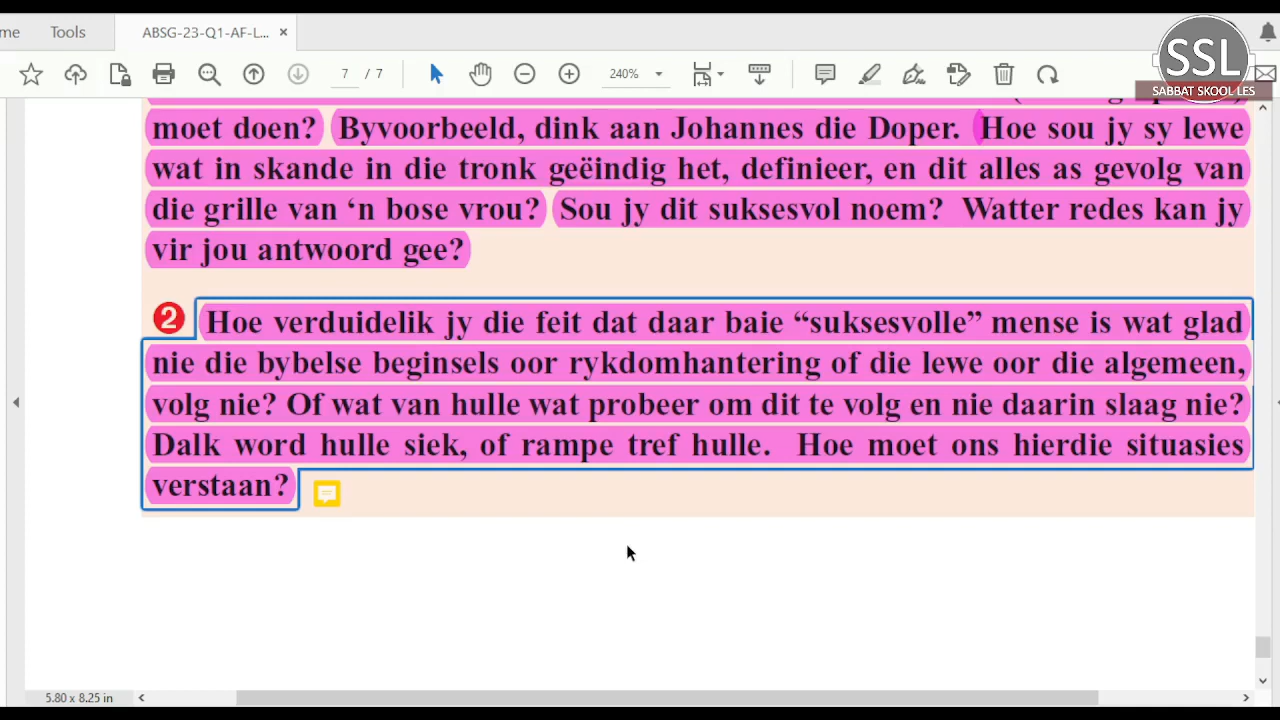 me Tools ABSG-23-Q1-AF-L... ×
SSL
SABBAT SKOOL LES
7 / 7 240%
moet doen? Byvoorbeeld, dink aan Johannes die Doper. Hoe sou jy sy lewe
wat in skande in die tronk geëindig het, definieer, en dit alles as gevolg van
die grille van ‘n bose vrou? Sou jy dit suksesvol noem? Watter redes kan jy
vir jou antwoord gee?
2 Hoe verduidelik jy die feit dat daar baie “suksesvolle” mense is wat glad
nie die bybelse beginsels oor rykdomhantering of die lewe oor die algemeen,
volg nie? Of wat van hulle wat probeer om dit te volg en nie daarin slaag nie?
Dalk word hulle siek, of rampe tref hulle. Hoe moet ons hierdie situasies
verstaan?
5.80 x 8.25 in